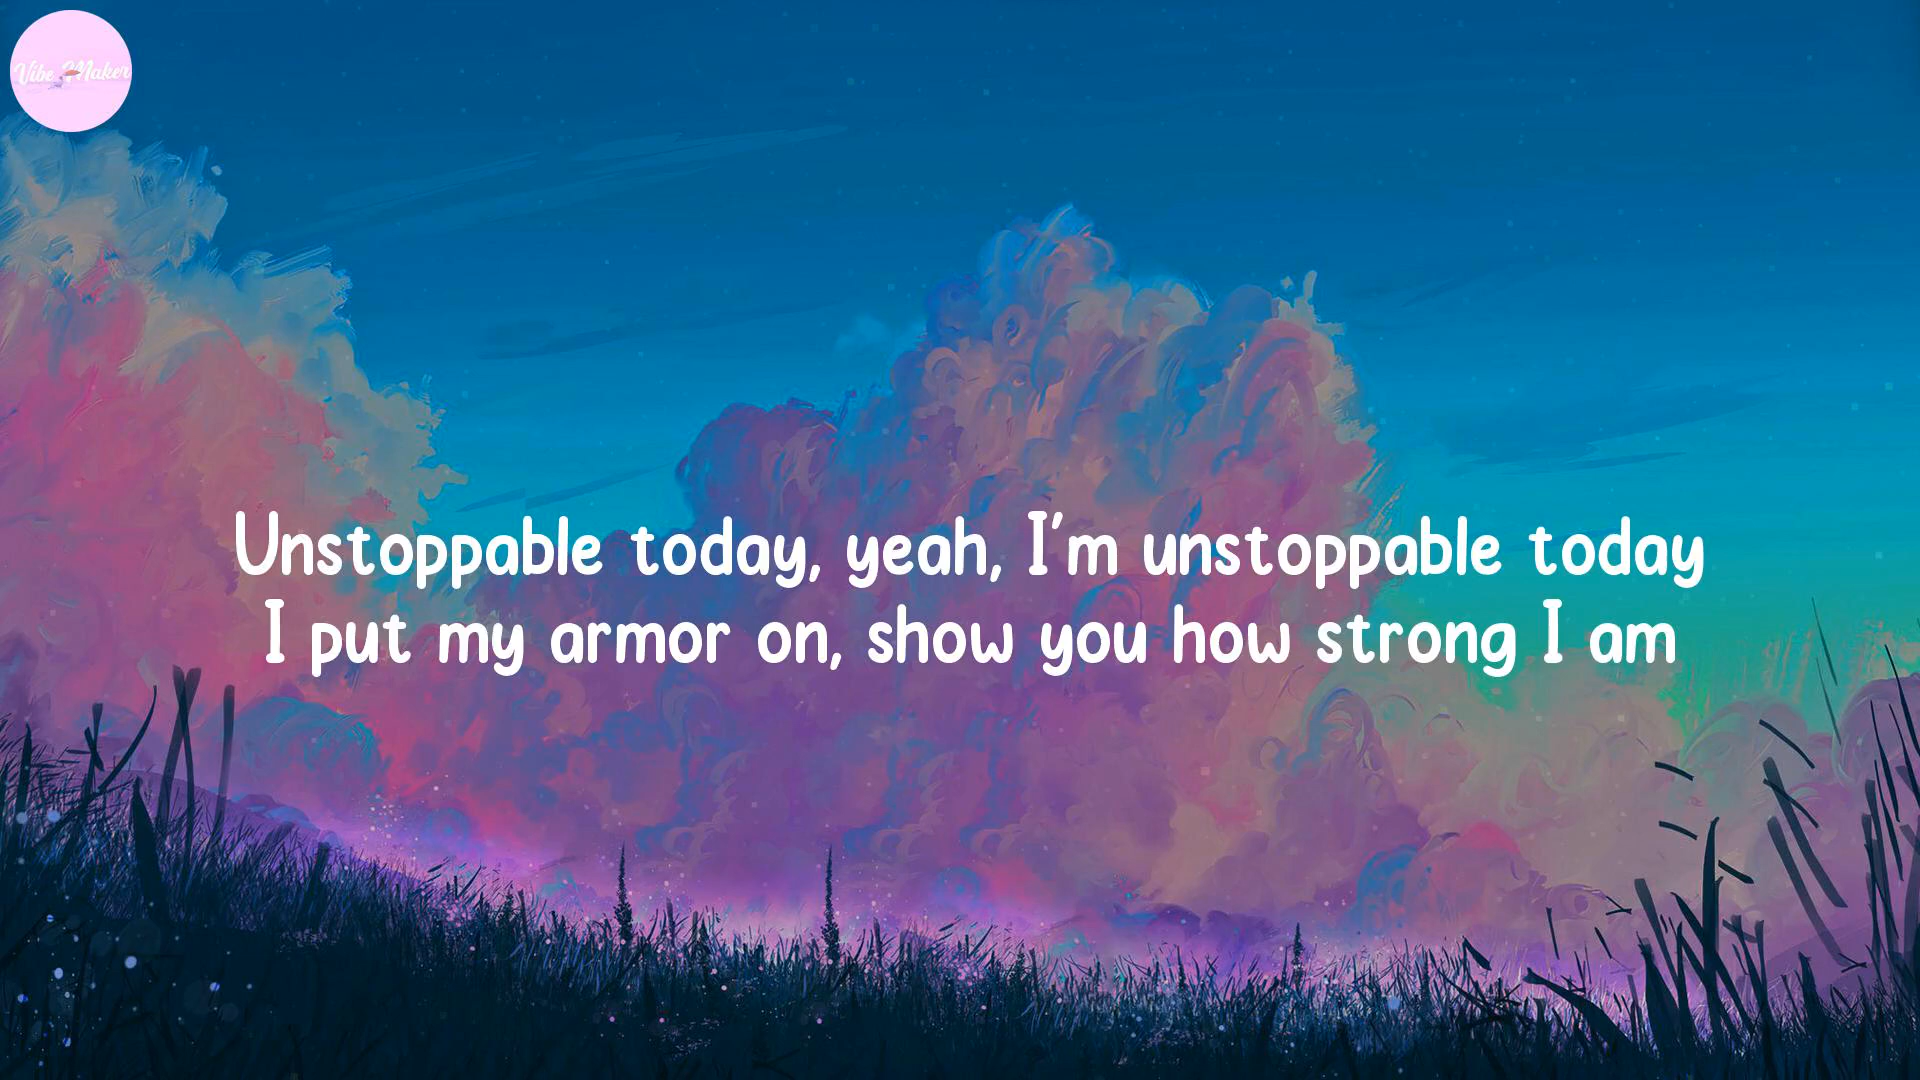 Vibe Maker
Unstoppable today, yeah, I'm unstoppable today
I put my armor on, show you how strong I am